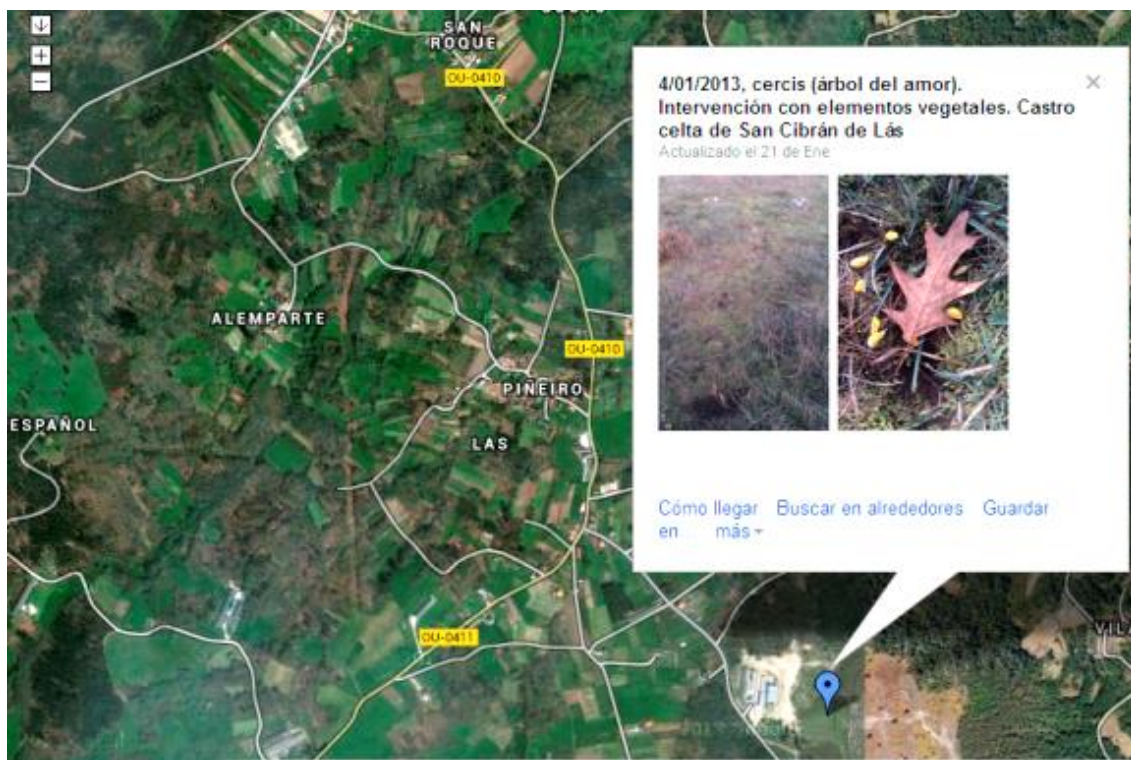 SAN
ROQUE
OU-0410
ALEMPARTE
OU-0410
PIÑEIRO
ESPAÑOL
LAS
OU-0411
4/01/2013, cercis (árbol del amor).
Intervención con elementos vegetales. Castro
celta de San Cibrán de Lás
Actualizado el 21 de Ene
Cómo llegar Buscar en alrededores Guardar
en más